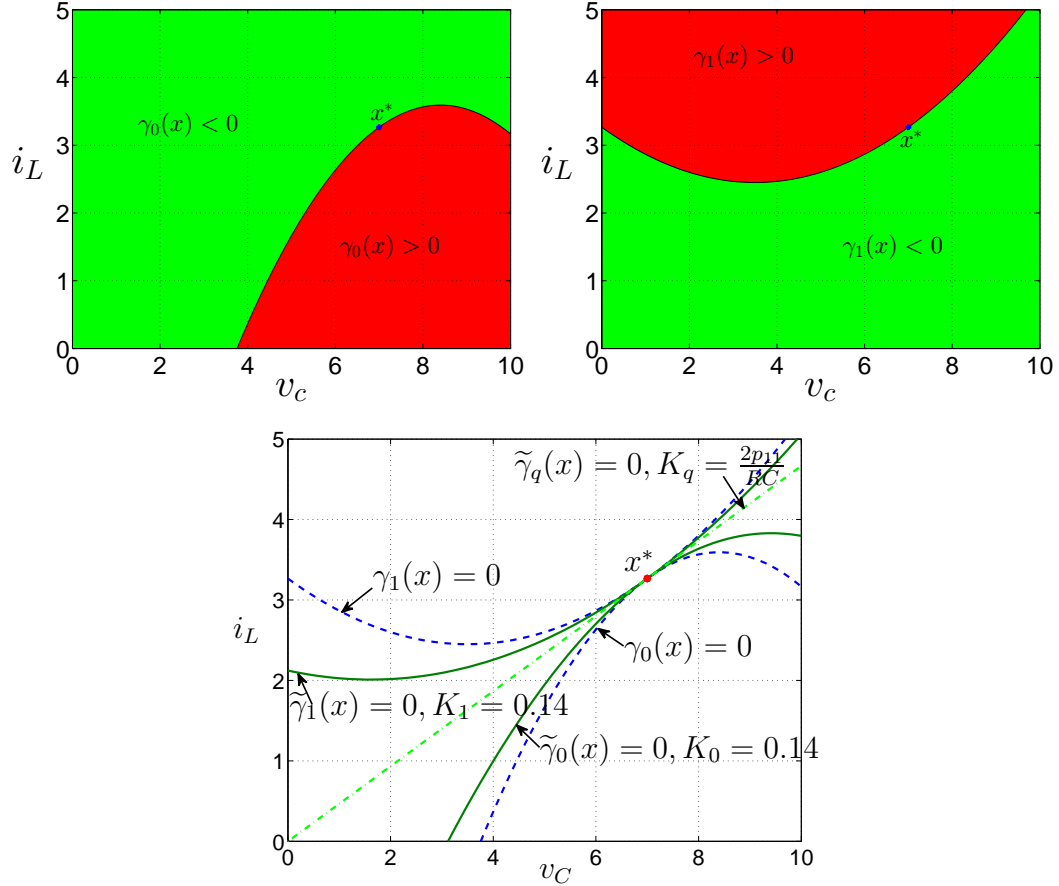 5
4
3
2
1
0
i_L
γ_0(x) < 0
x*
γ_0(x) > 0
0 2 4 6 8 10
v_c
5
4
3
2
1
0
i_L
γ_1(x) > 0
x*
γ_1(x) < 0
0 2 4 6 8 10
v_c
5
4
3
2
1
0
i_L
γ̃_q(x) = 0, K_q = 2p_11/RC
x*
γ_1(x) = 0
γ_0(x) = 0
γ̃_1(x) = 0, K_1 = 0.14
γ̃_0(x) = 0, K_0 = 0.14
0 2 4 6 8 10
v_C